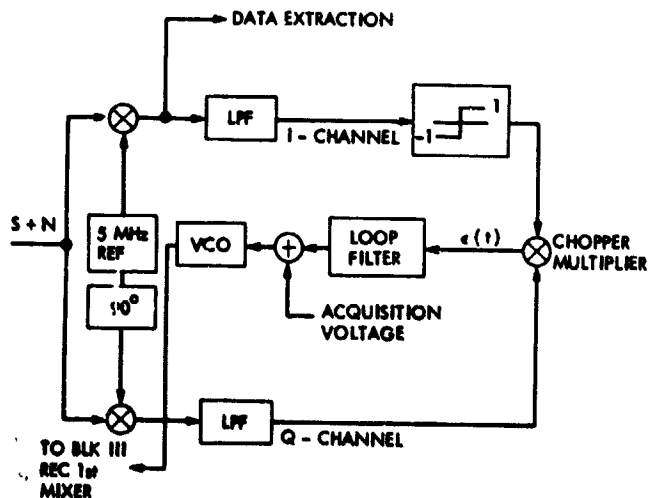 DATA EXTRACTION
LPF
I - CHANNEL
1
-1
S + N
5 MHz
REF
90°
VCO
+
LOOP
FILTER
e(t)
CHOPPER
MULTIPLIER
ACQUISITION
VOLTAGE
LPF
Q - CHANNEL
TO BLK III
REC 1st
MIXER